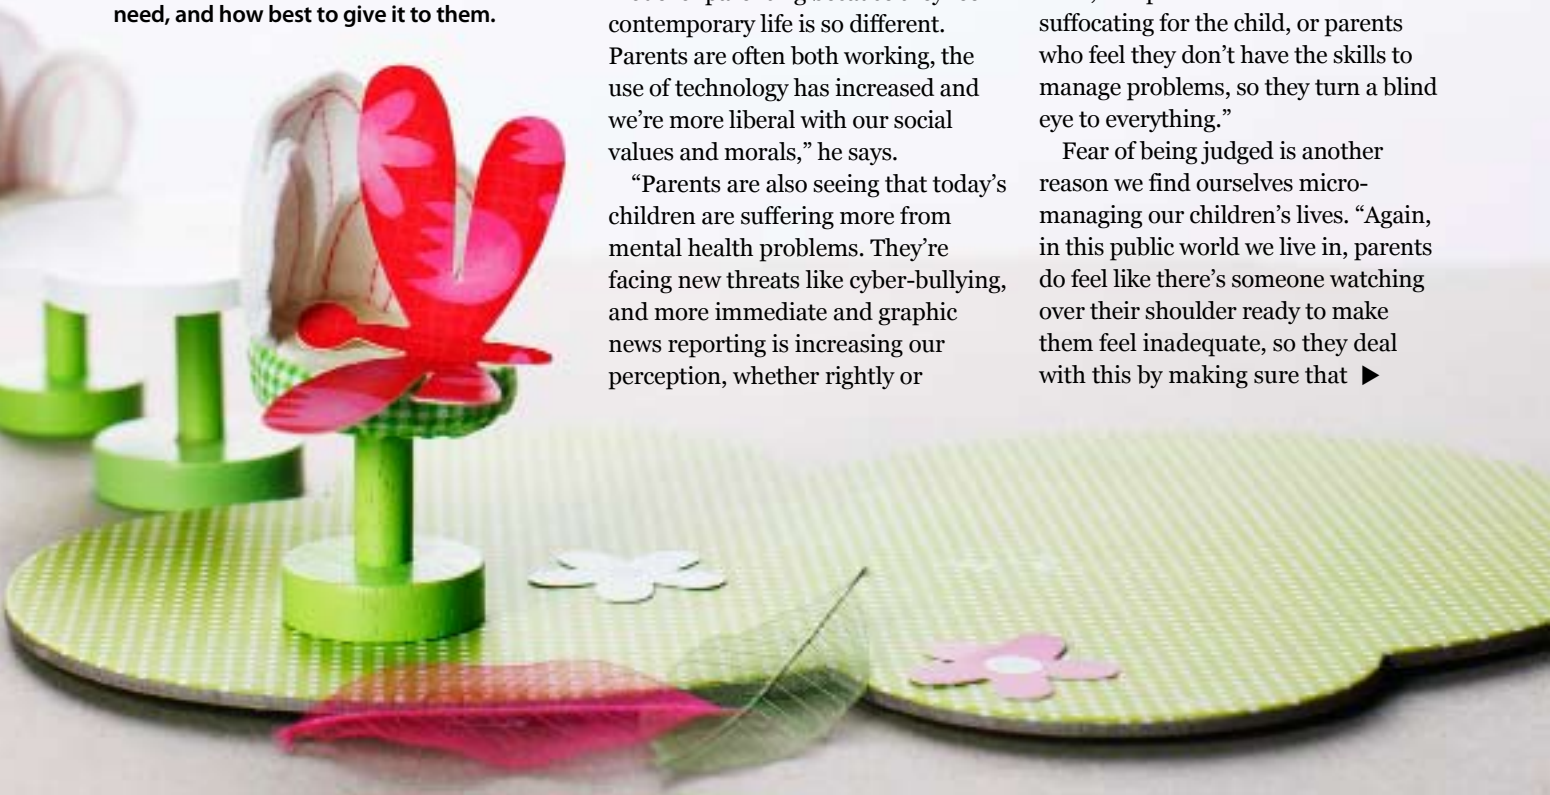 need, and how best to give it to them.
contemporary life is so different.
Parents are often both working, the
use of technology has increased and
we’re more liberal with our social
values and morals,” he says.
“Parents are also seeing that today’s
children are suffering more from
mental health problems. They’re
facing new threats like cyber-bullying,
and more immediate and graphic
news reporting is increasing our
perception, whether rightly or
suffocating for the child, or parents
who feel they don’t have the skills to
manage problems, so they turn a blind
eye to everything.”
Fear of being judged is another
reason we find ourselves micro-
managing our children’s lives. “Again,
in this public world we live in, parents
do feel like there’s someone watching
over their shoulder ready to make
them feel inadequate, so they deal
with this by making sure that ▶